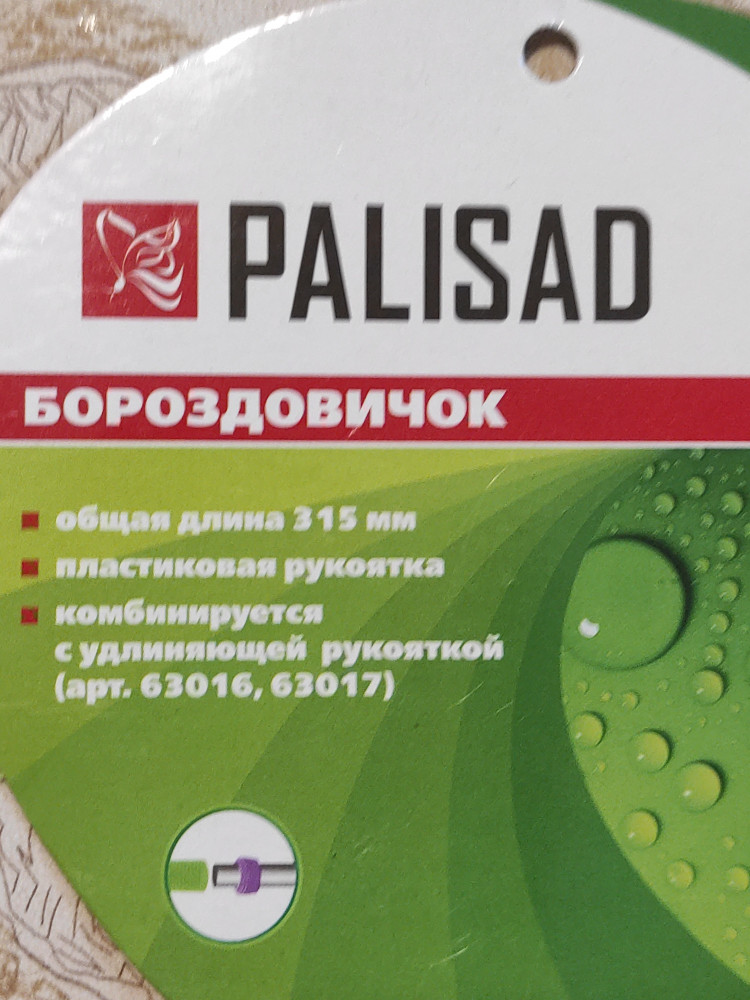 PALISAD
БОРОЗДОВИЧОК
общая длина 315 мм
пластиковая рукоятка
комбинируется
с удлиняющей рукояткой
(арт. 63016, 63017)